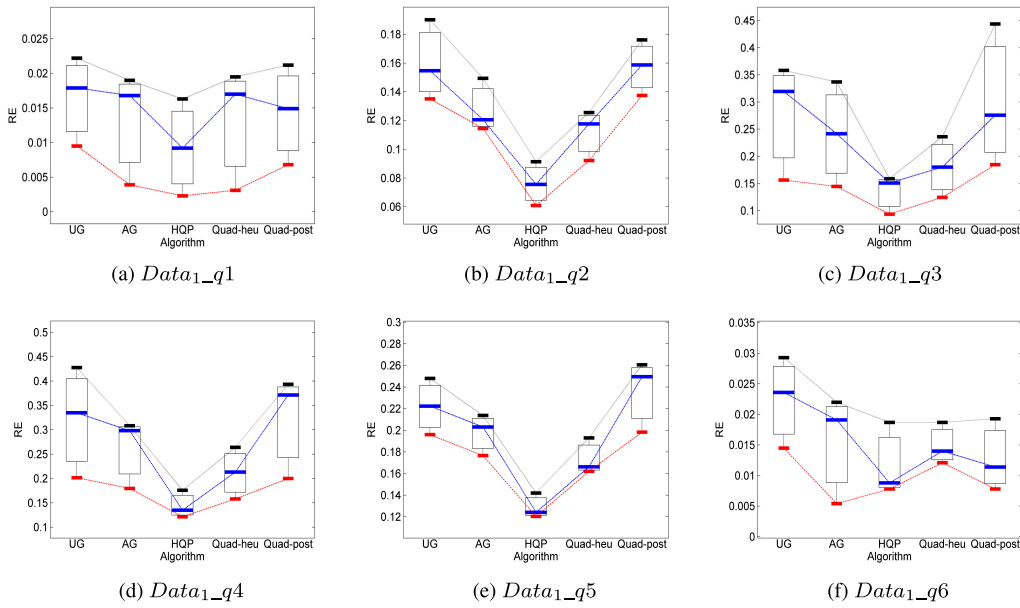 0.025
0.02
0.015
0.01
0.005
0
RE
UG AG HQP Quad-heu Quad-post
Algorithm
(a) Data1_q1
0.18
0.16
0.14
0.12
0.1
0.08
0.06
RE
UG AG HQP Quad-heu Quad-post
Algorithm
(b) Data1_q2
0.45
0.4
0.35
0.3
0.25
0.2
0.15
0.1
RE
UG AG HQP Quad-heu Quad-post
Algorithm
(c) Data1_q3
0.5
0.45
0.4
0.35
0.3
0.25
0.2
0.15
0.1
RE
UG AG HQP Quad-heu Quad-post
Algorithm
(d) Data1_q4
0.3
0.28
0.26
0.24
0.22
0.2
0.18
0.16
0.14
0.12
RE
UG AG HQP Quad-heu Quad-post
Algorithm
(e) Data1_q5
0.035
0.03
0.025
0.02
0.015
0.01
0.005
0
RE
UG AG HQP Quad-heu Quad-post
Algorithm
(f) Data1_q6